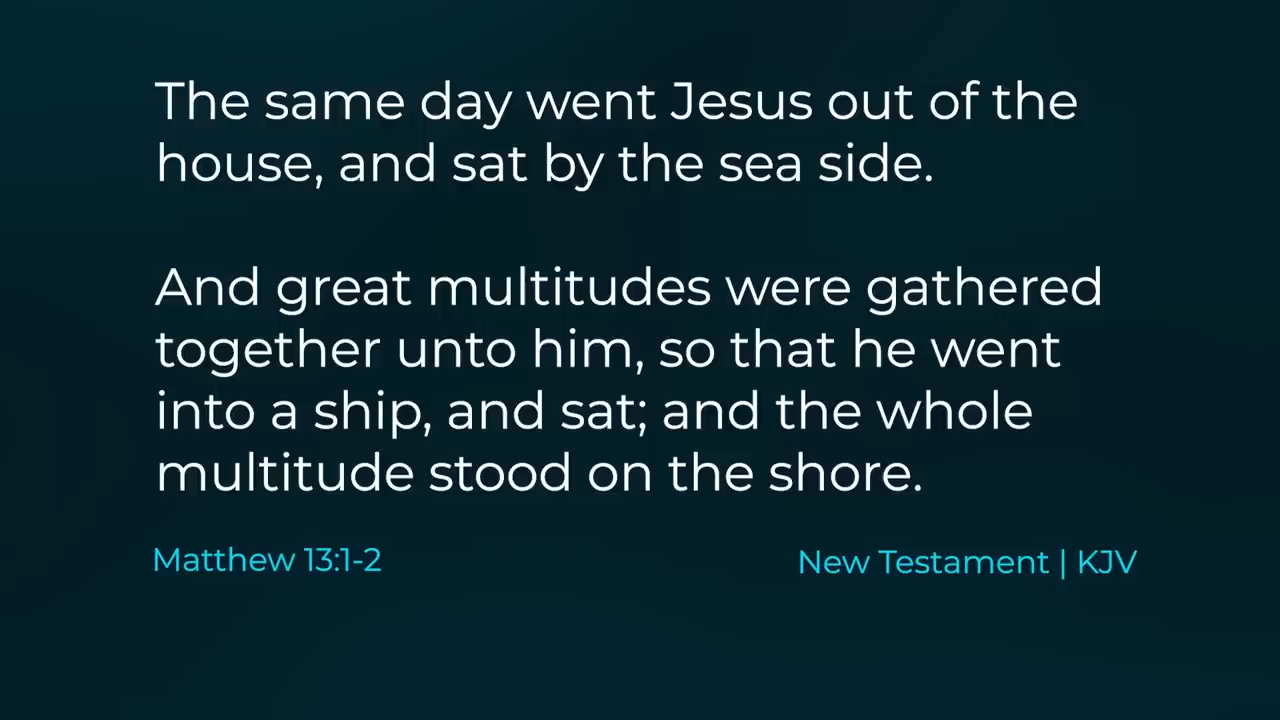 The same day went Jesus out of the
house, and sat by the sea side.
And great multitudes were gathered
together unto him, so that he went
into a ship, and sat; and the whole
multitude stood on the shore.
Matthew 13:1-2
New Testament | KJV